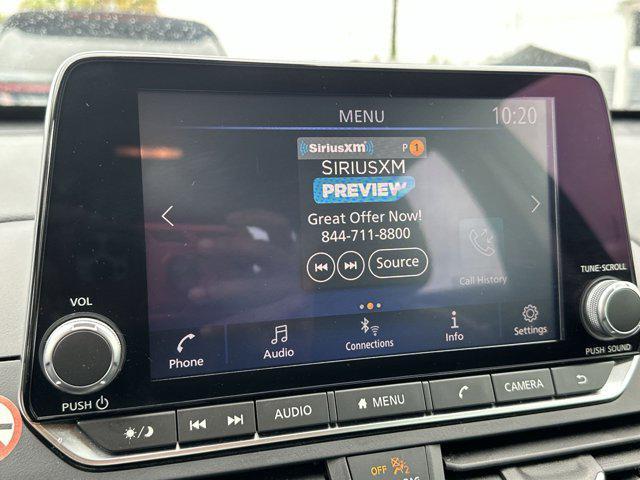 MENU
10:20
SiriusXM
P 1
SIRIUSXM
PREVIEW
Great Offer Now!
844-711-8800
Source
Call History
VOL
TUNE·SCROLL
Phone
Audio
Connections
Info
Settings
PUSH
PUSH SOUND
AUDIO
MENU
CAMERA
OFF